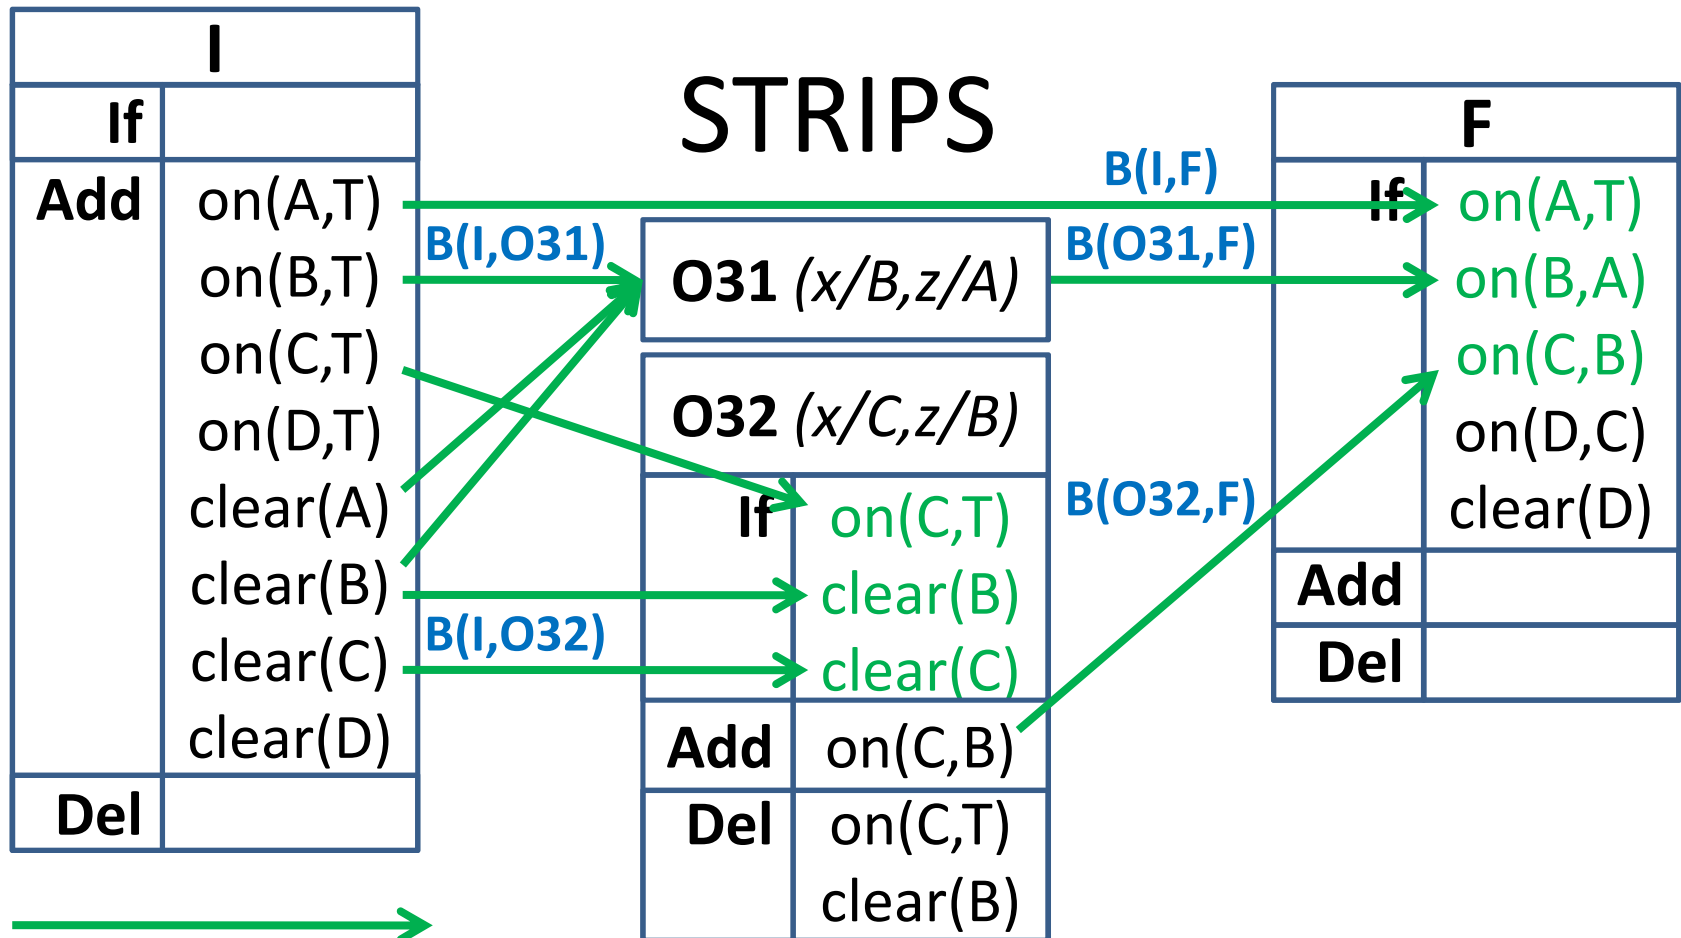 I
If
Add
on(A,T)
on(B,T)
on(C,T)
on(D,T)
clear(A)
clear(B)
clear(C)
clear(D)
Del
STRIPS
B(I,F)
B(I,O31)
B(O31,F)
O31 (x/B,z/A)
O32 (x/C,z/B)
If
on(C,T)
clear(B)
clear(C)
B(I,O32)
B(O32,F)
Add
on(C,B)
Del
on(C,T)
clear(B)
F
If
on(A,T)
on(B,A)
on(C,B)
on(D,C)
clear(D)
Add
Del